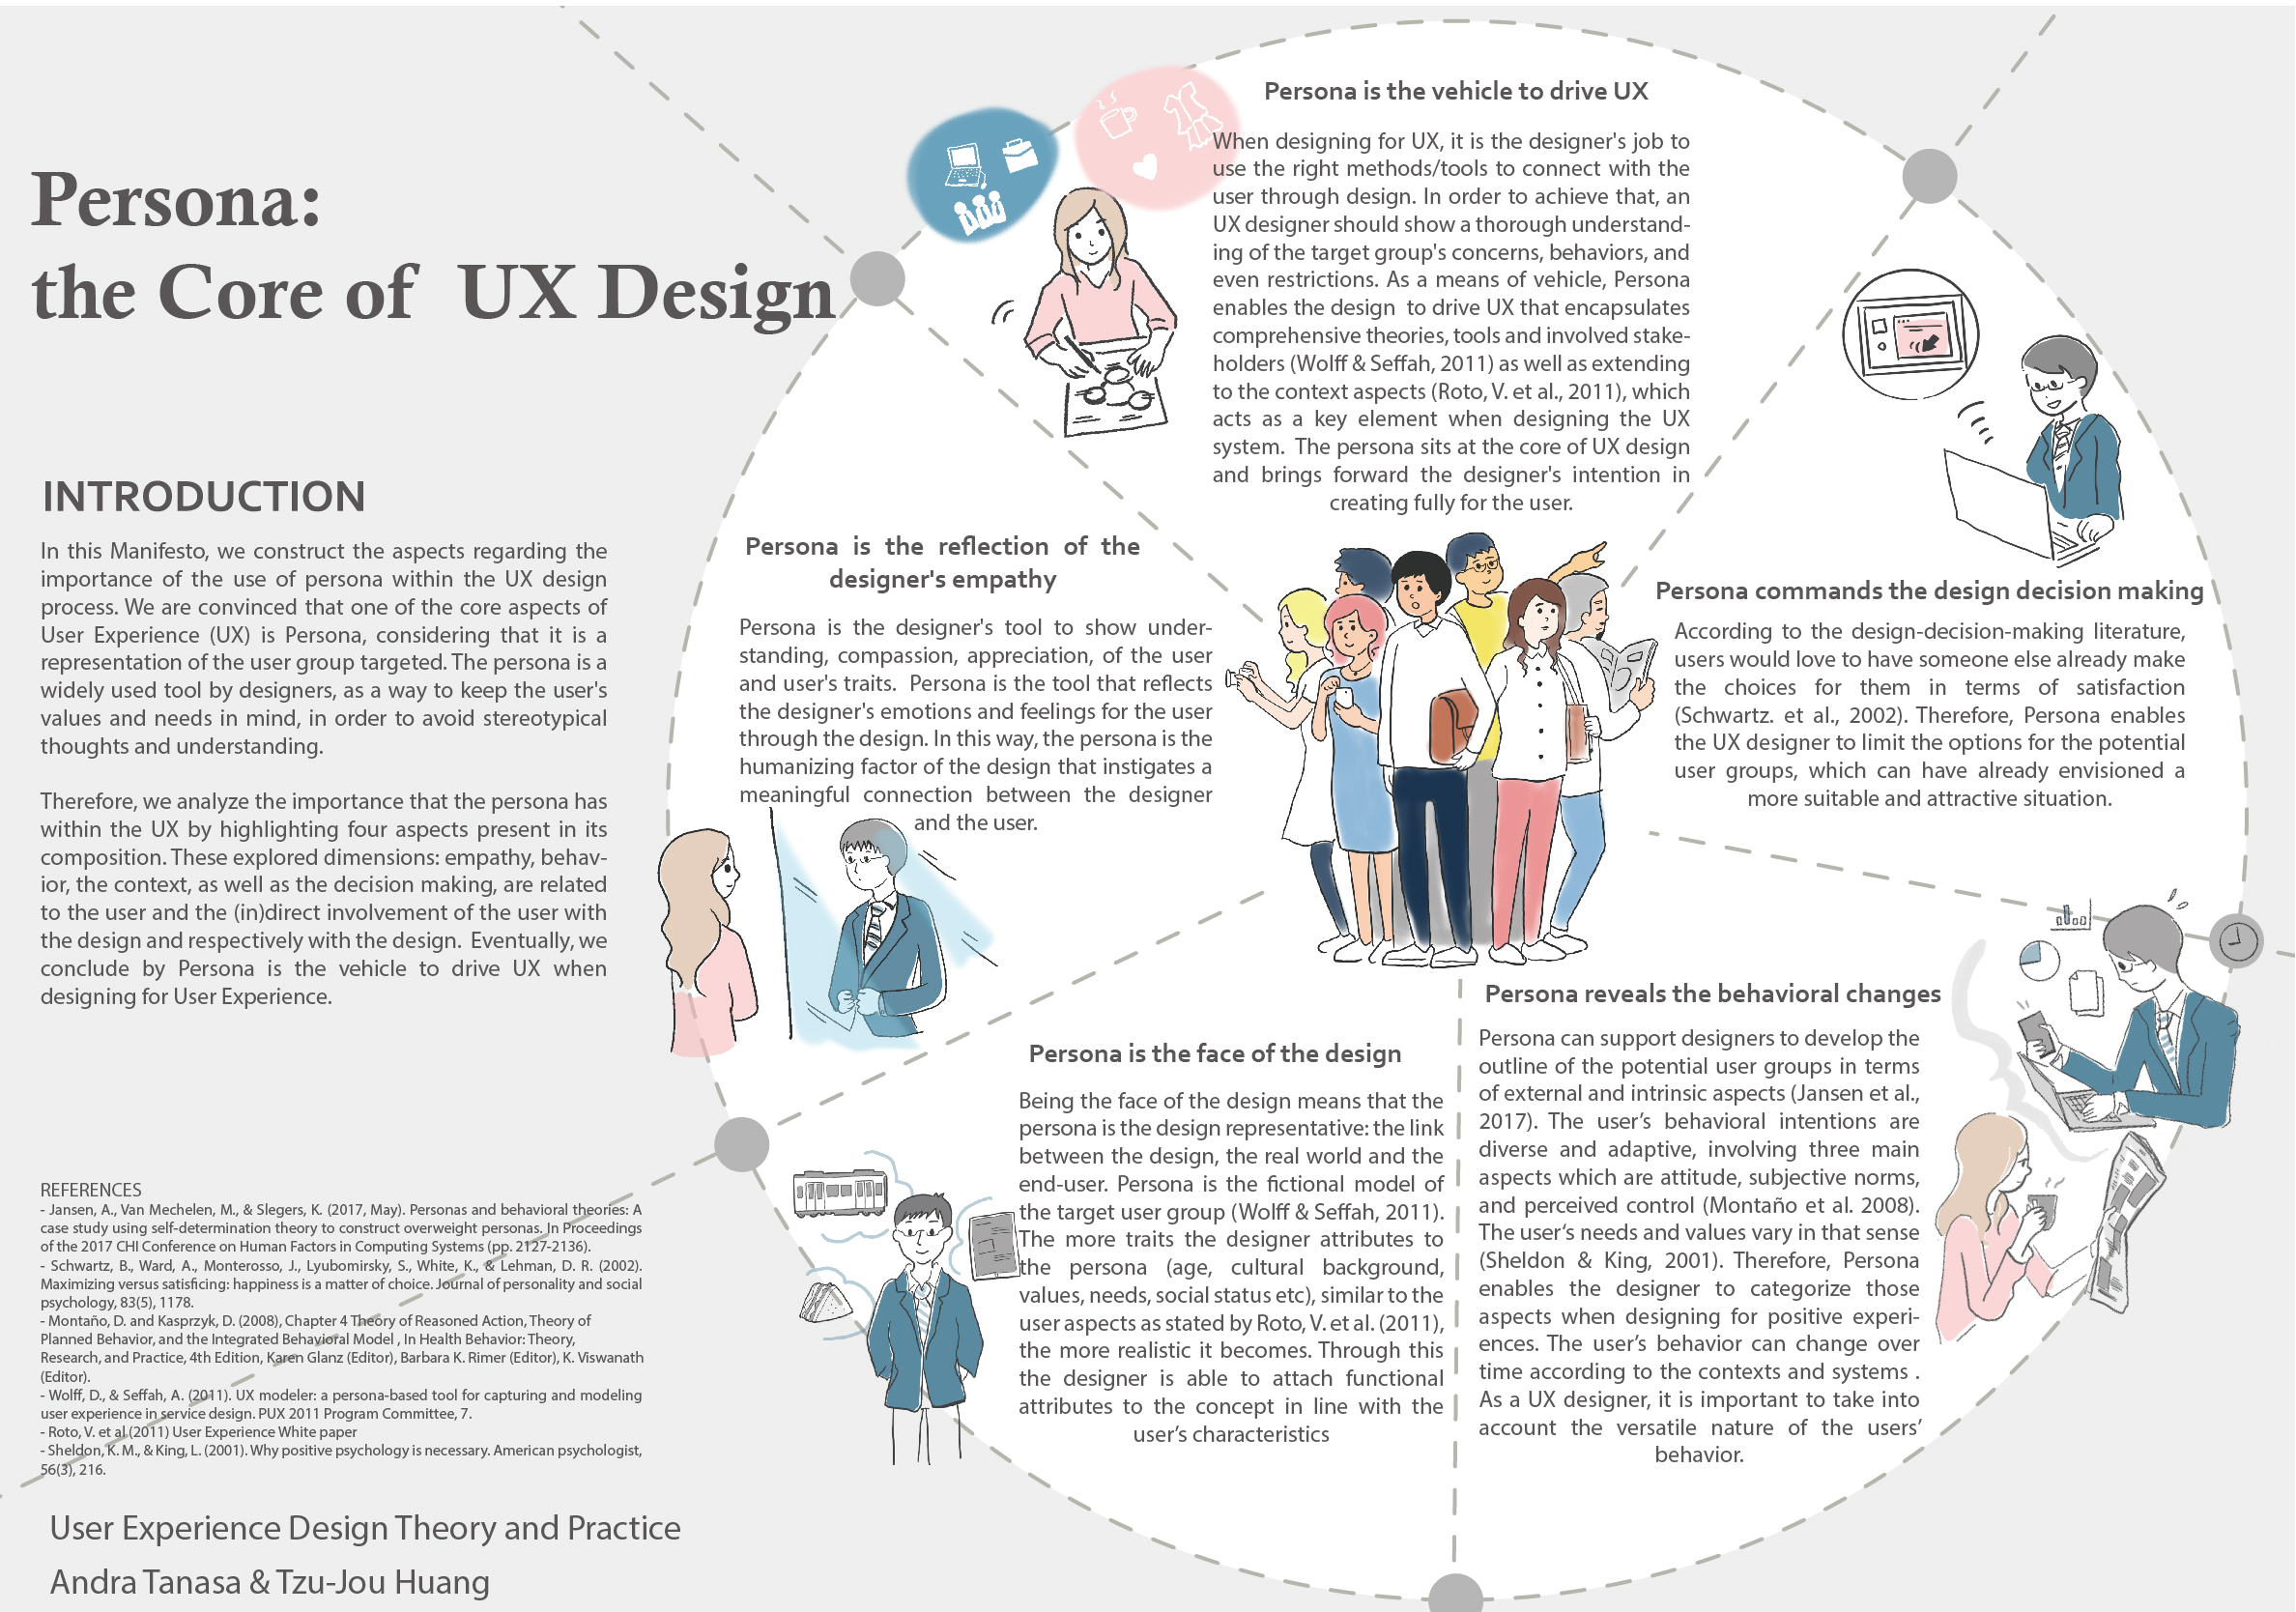 Persona:
the Core of UX Design
INTRODUCTION
In this Manifesto, we construct the aspects regarding the
importance of the use of persona within the UX design
process. We are convinced that one of the core aspects of
User Experience (UX) is Persona, considering that it is a
representation of the user group targeted. The persona is a
widely used tool by designers, as a way to keep the user's
values and needs in mind, in order to avoid stereotypical
thoughts and understanding.
Therefore, we analyze the importance that the persona has
within the UX by highlighting four aspects present in its
composition. These explored dimensions: empathy, behav-
ior, the context, as well as the decision making, are related
to the user and the (in)direct involvement of the user with
the design and respectively with the design. Eventually, we
conclude by Persona is the vehicle to drive UX when
designing for User Experience.
REFERENCES
- Jansen, A., Van Mechelen, M., & Slegers, K. (2017, May). Personas and behavioral theories: A
case study using self-determination theory to construct overweight personas. In Proceedings
of the 2017 CHI Conference on Human Factors in Computing Systems (pp. 2127-2136).
- Schwartz, B., Ward, A., Monterosso, J., Lyubomirsky, S., White, K., & Lehman, D. R. (2002).
Maximizing versus satisficing: happiness is a matter of choice. Journal of personality and social
psychology, 83(5), 1178.
- Montaño, D. and Kasprzyk, D. (2008), Chapter 4 Theory of Reasoned Action, Theory of
Planned Behavior, and the Integrated Behavioral Model , In Health Behavior: Theory,
Research, and Practice, 4th Edition, Karen Glanz (Editor), Barbara K. Rimer (Editor), K. Viswanath
(Editor).
- Wolff, D., & Seffah, A. (2011). UX modeler: a persona-based tool for capturing and modeling
user experience in service design. PUX 2011 Program Committee, 7.
- Roto, V. et al (2011) User Experience White paper
- Sheldon, K. M., & King, L. (2001). Why positive psychology is necessary. American psychologist,
56(3), 216.
User Experience Design Theory and Practice
Andra Tanasa & Tzu-Jou Huang
Persona is the vehicle to drive UX
When designing for UX, it is the designer's job to
use the right methods/tools to connect with the
user through design. In order to achieve that, an
UX designer should show a thorough understand-
ing of the target group's concerns, behaviors, and
even restrictions. As a means of vehicle, Persona
enables the design to drive UX that encapsulates
comprehensive theories, tools and involved stake-
holders (Wolff & Seffah, 2011) as well as extending
to the context aspects (Roto, V. et al., 2011), which
acts as a key element when designing the UX
system. The persona sits at the core of UX design
and brings forward the designer's intention in
creating fully for the user.
Persona is the reflection of the
designer's empathy
Persona is the designer's tool to show under-
standing, compassion, appreciation, of the user
and user's traits. Persona is the tool that reflects
the designer's emotions and feelings for the user
through the design. In this way, the persona is the
humanizing factor of the design that instigates a
meaningful connection between the designer
and the user.
Persona commands the design decision making
According to the design-decision-making literature,
users would love to have someone else already make
the choices for them in terms of satisfaction
(Schwartz. et al., 2002). Therefore, Persona enables
the UX designer to limit the options for the potential
user groups, which can have already envisioned a
more suitable and attractive situation.
Persona is the face of the design
Being the face of the design means that the
persona is the design representative: the link
between the design, the real world and the
end-user. Persona is the fictional model of
the target user group (Wolff & Seffah, 2011).
The more traits the designer attributes to
the persona (age, cultural background,
values, needs, social status etc), similar to the
user aspects as stated by Roto, V. et al. (2011),
the more realistic it becomes. Through this
the designer is able to attach functional
attributes to the concept in line with the
user’s characteristics
Persona reveals the behavioral changes
Persona can support designers to develop the
outline of the potential user groups in terms
of external and intrinsic aspects (Jansen et al.,
2017). The user’s behavioral intentions are
diverse and adaptive, involving three main
aspects which are attitude, subjective norms,
and perceived control (Montaño et al. 2008).
The user‘s needs and values vary in that sense
(Sheldon & King, 2001). Therefore, Persona
enables the designer to categorize those
aspects when designing for positive experi-
ences. The user’s behavior can change over
time according to the contexts and systems .
As a UX designer, it is important to take into
account the versatile nature of the users’
behavior.